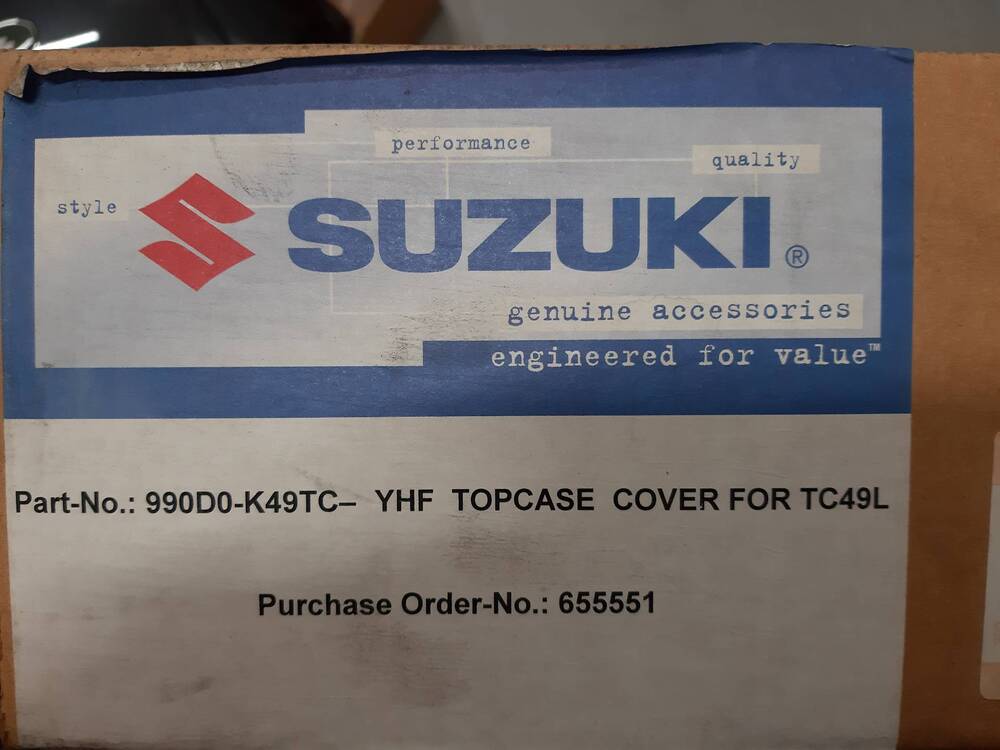 performance
quality
style
SUZUKI®
genuine accessories
engineered for value™
Part-No.: 990D0-K49TC– YHF TOPCASE COVER FOR TC49L
Purchase Order-No.: 655551